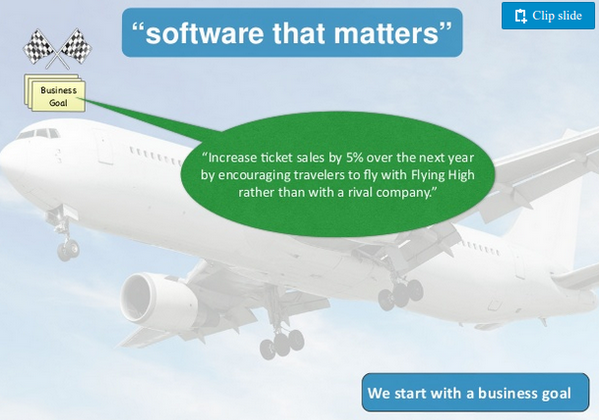 Clip slide
“software that matters”
Business
Goal
“Increase ticket sales by 5% over the next year
by encouraging travelers to fly with Flying High
rather than with a rival company.”
We start with a business goal